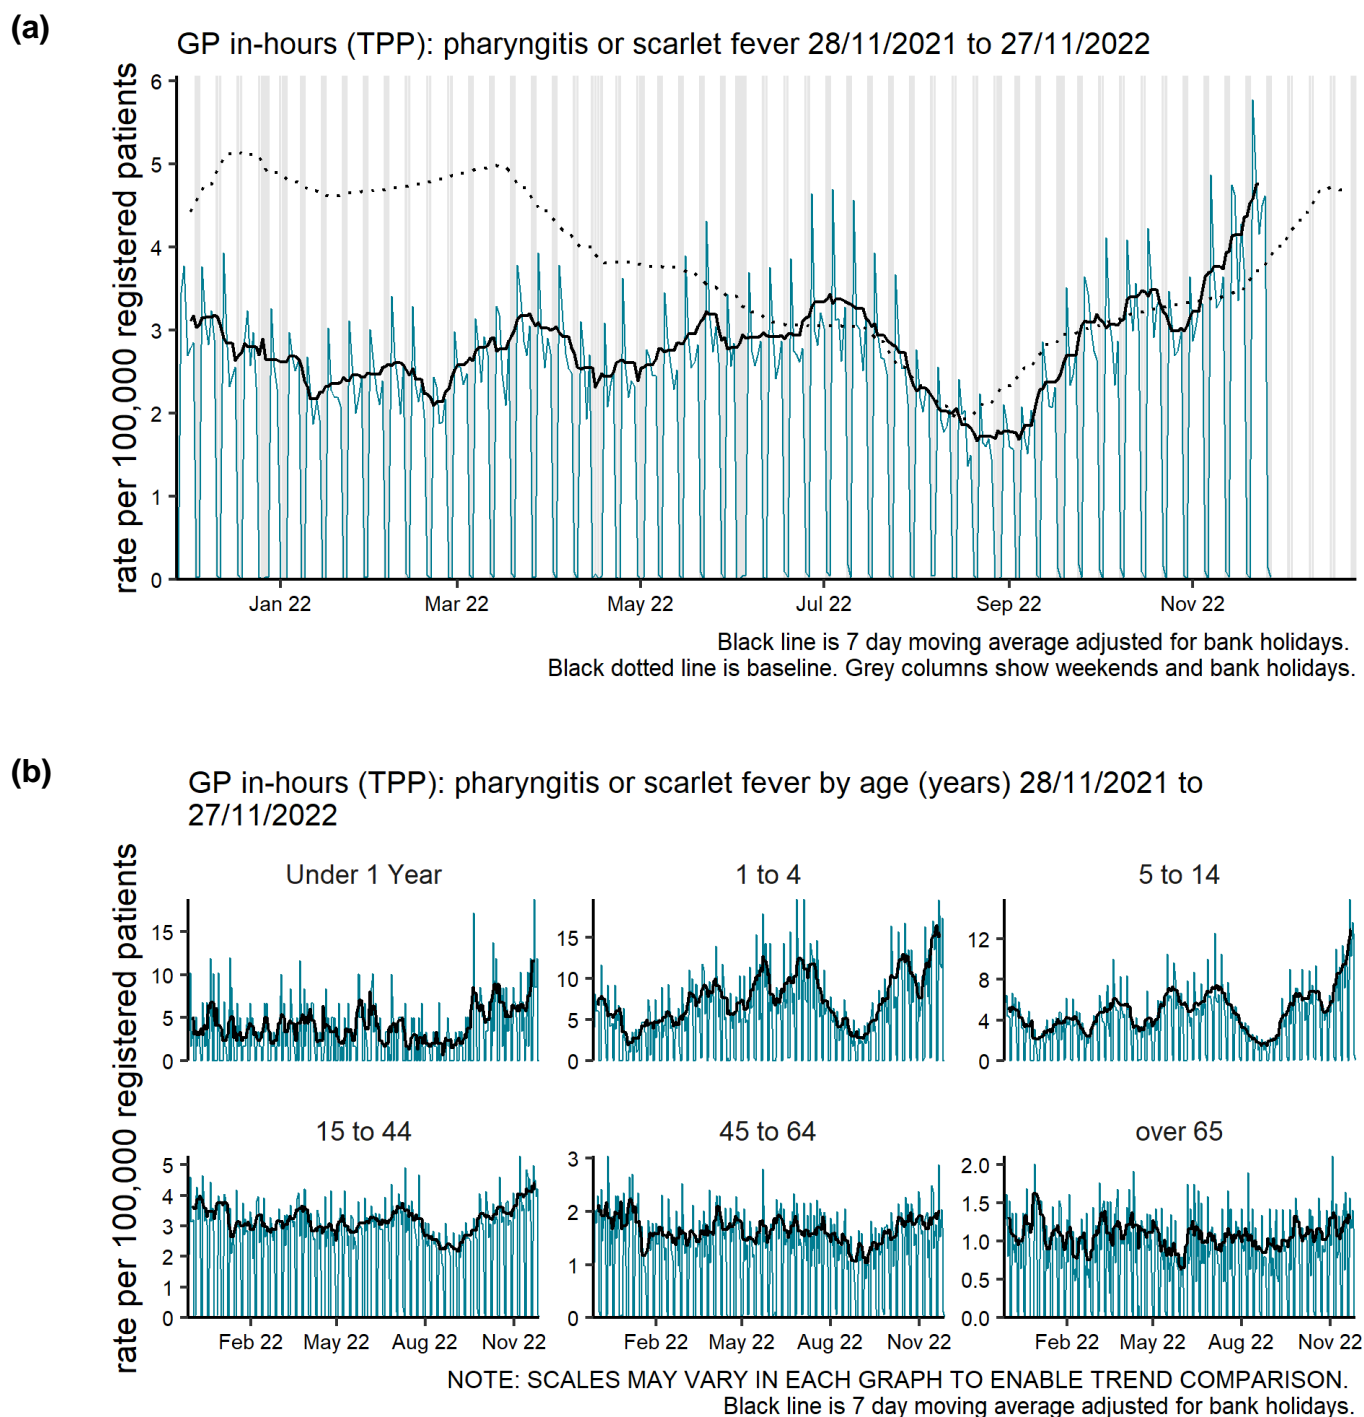 (a)
GP in-hours (TPP): pharyngitis or scarlet fever 28/11/2021 to 27/11/2022
rate per 100,000 registered patients
6
5
4
3
2
1
0
Jan 22 Mar 22 May 22 Jul 22 Sep 22 Nov 22
Black line is 7 day moving average adjusted for bank holidays.
Black dotted line is baseline. Grey columns show weekends and bank holidays.
(b)
GP in-hours (TPP): pharyngitis or scarlet fever by age (years) 28/11/2021 to
27/11/2022
rate per 100,000 registered patients
Under 1 Year
15
10
5
0
1 to 4
15
10
5
0
5 to 14
12
8
4
0
15 to 44
5
4
3
2
1
0
Feb 22 May 22 Aug 22 Nov 22
45 to 64
3
2
1
0
Feb 22 May 22 Aug 22 Nov 22
over 65
2.0
1.5
1.0
0.5
0.0
Feb 22 May 22 Aug 22 Nov 22
NOTE: SCALES MAY VARY IN EACH GRAPH TO ENABLE TREND COMPARISON.
Black line is 7 day moving average adjusted for bank holidays.